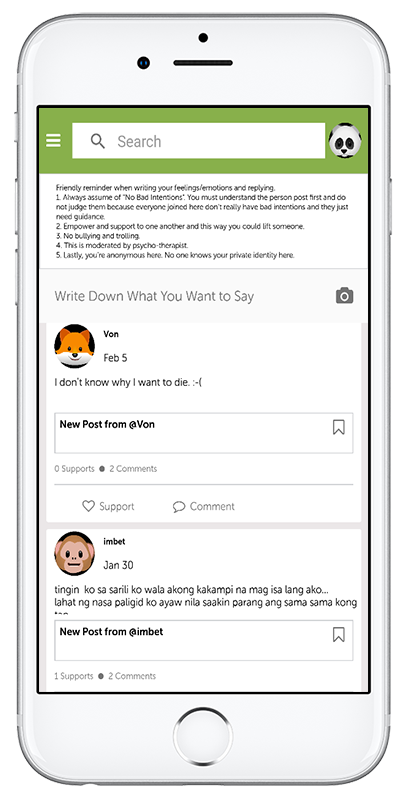 Search
Friendly reminder when writing your feelings/emotions and replying.
1. Always assume of "No Bad Intentions". You must understand the person post first and do
not judge them because everyone joined here don't really have bad intentions and they just
need guidance.
2. Empower and support to one another and this way you could lift someone.
3. No bullying and trolling.
4. This is moderated by psycho-therapist.
5. Lastly, you're anonymous here. No one knows your private identity here.
Write Down What You Want to Say
Von
Feb 5
I don't know why I want to die. :-(
New Post from @Von
0 Supports ● 2 Comments
Support Comment
imbet
Jan 30
tingin ko sa sarili ko wala akong kakampi na mag isa lang ako...
lahat ng nasa paligid ko ayaw nila saakin parang ang sama sama kong
New Post from @imbet
1 Supports ● 2 Comments